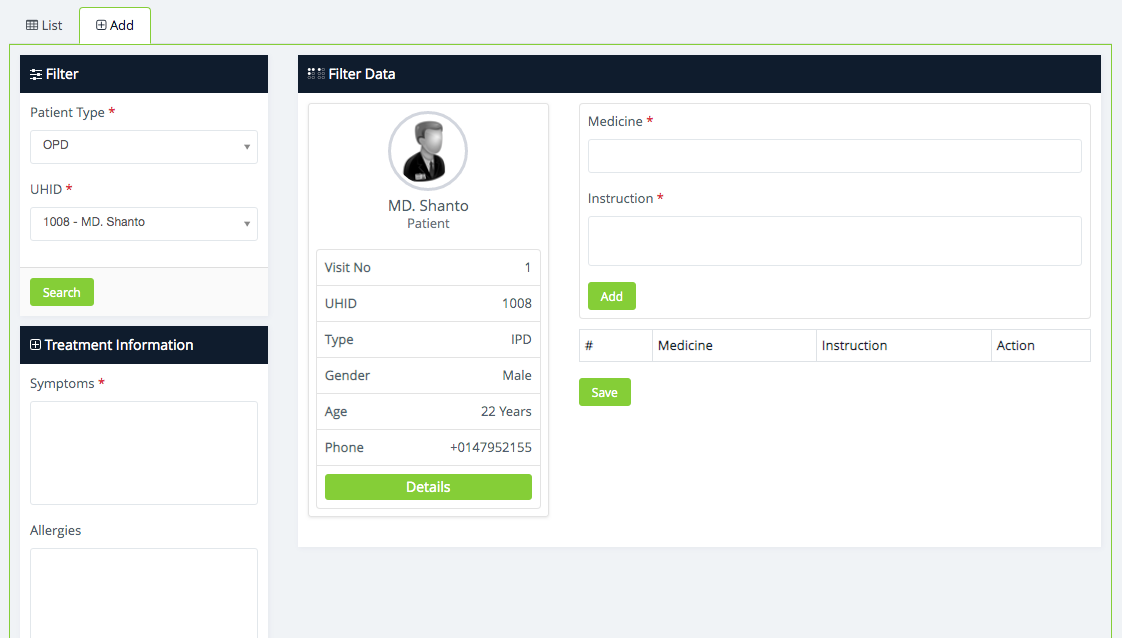 List
Add
Filter
Patient Type *
OPD
UHID *
1008 - MD. Shanto
Search
Treatment Information
Symptoms *
Allergies
Filter Data
MD. Shanto
Patient
Visit No 1
UHID 1008
Type IPD
Gender Male
Age 22 Years
Phone +0147952155
Details
Medicine *
Instruction *
Add
# Medicine Instruction Action
Save